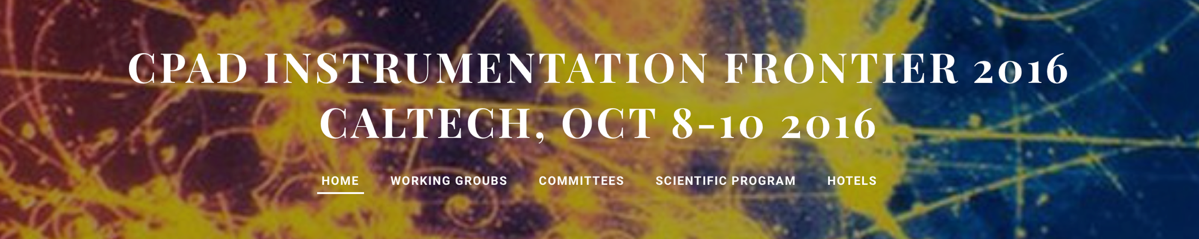 CPAD INSTRUMENTATION FRONTIER 2016
CALTECH, OCT 8-10 2016
HOME WORKING GROUBS COMMITTEES SCIENTIFIC PROGRAM HOTELS